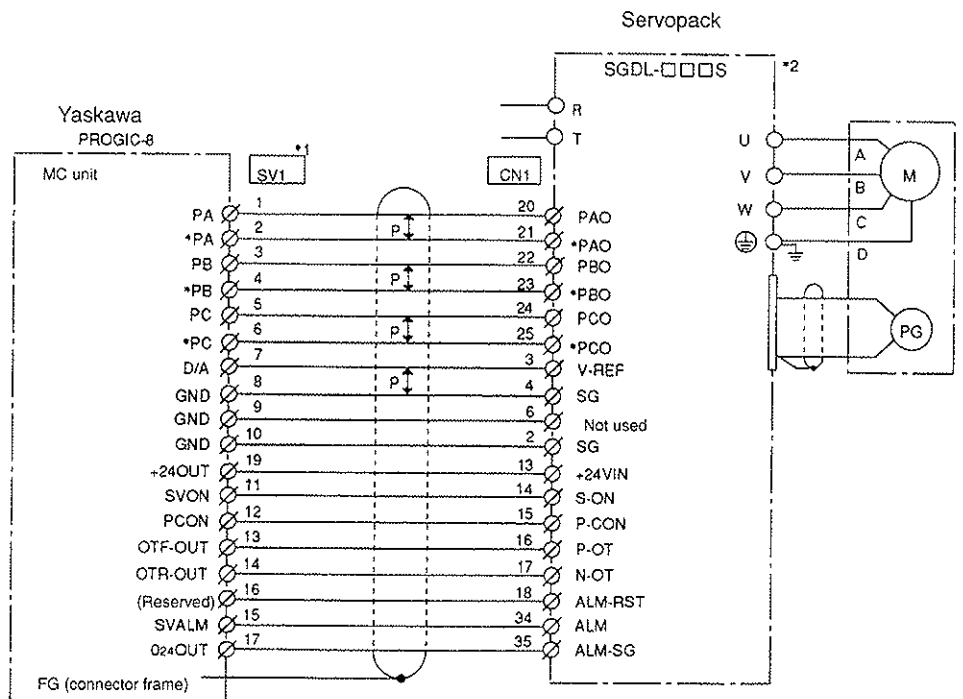 Servopack
SGDL-□□□S *2
R
T
Yaskawa
PROGIC-8
MC unit
*1
SV1
CN1
U
V
W
A
B
C
D
M
PG
PA 1 20 PAO
*PA 2 P 21 *PAO
PB 3 22 PBO
*PB 4 P 23 *PBO
PC 5 24 PCO
*PC 6 P 25 *PCO
D/A 7 3 V-REF
GND 8 P 4 SG
GND 9 6 Not used
GND 10 2 SG
+24OUT 19 13 +24VIN
SVON 11 14 S-ON
PCON 12 15 P-CON
OTF-OUT 13 16 P-OT
OTR-OUT 14 17 N-OT
(Reserved) 16 18 ALM-RST
SVALM 15 34 ALM
024OUT 17 35 ALM-SG
FG (connector frame)